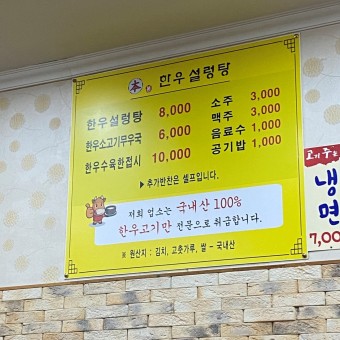 本 한우설렁탕
한우설렁탕 8,000
한우소고기무우국 6,000
한우수육한접시 10,000
소주 3,000
맥주 3,000
음료수 1,000
공기밥 1,000
▶ 추가반찬은 셀프입니다.
저희 업소는 국내산 100%
한우고기만 전문으로 취급합니다.
※ 원산지 : 김치, 고춧가루, 쌀 - 국내산
고기 주
냉
면
7,00